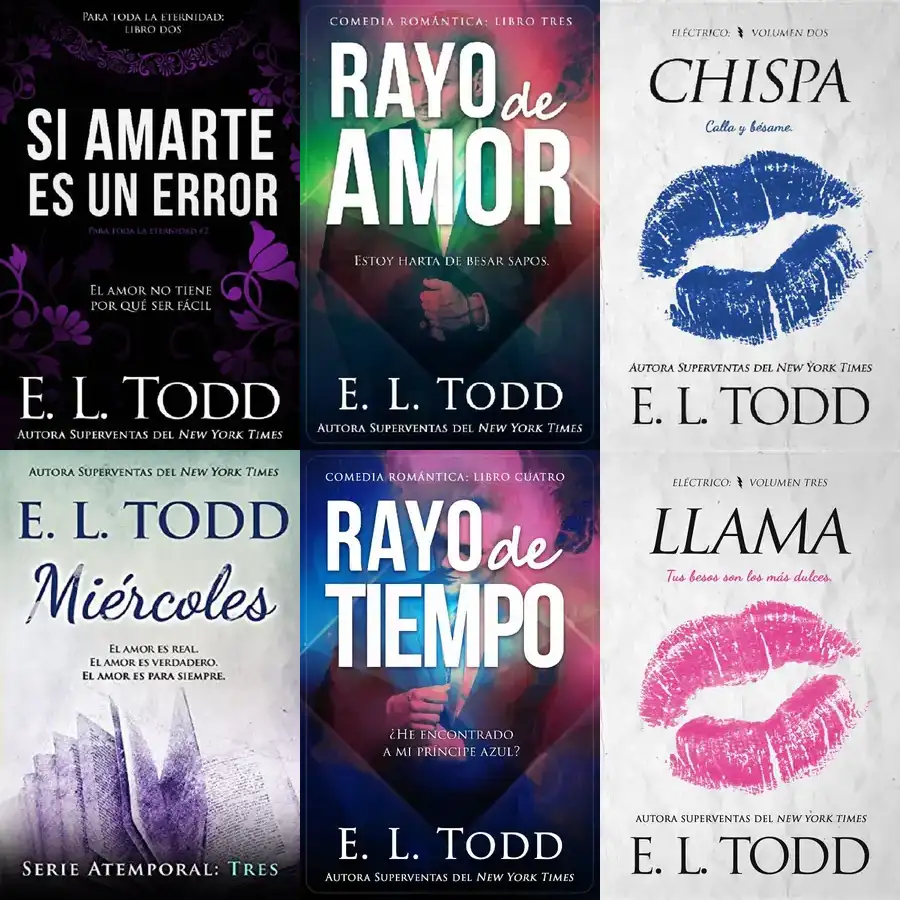 PARA TODA LA ETERNIDAD:
LIBRO DOS
SI AMARTE
ES UN ERROR
PARA TODA LA ETERNIDAD #2
EL AMOR NO TIENE
POR QUÉ SER FÁCIL
E. L. TODD
AUTORA SUPERVENTAS DEL NEW YORK TIMES
COMEDIA ROMÁNTICA: LIBRO TRES
RAYO de
AMOR
ESTOY HARTA DE BESAR SAPOS.
E. L. TODD
AUTORA SUPERVENTAS DEL NEW YORK TIMES
ELÉCTRICO: VOLUMEN DOS
CHISPA
Calla y bésame.
AUTORA SUPERVENTAS DEL NEW YORK TIMES
E. L. TODD
AUTORA SUPERVENTAS DEL NEW YORK TIMES
E. L. TODD
Miércoles
EL AMOR ES REAL.
EL AMOR ES VERDADERO.
EL AMOR ES PARA SIEMPRE.
SERIE ATEMPORAL: TRES
COMEDIA ROMÁNTICA: LIBRO CUATRO
RAYO de
TIEMPO
¿HE ENCONTRADO
A MI PRÍNCIPE AZUL?
E. L. TODD
AUTORA SUPERVENTAS DEL NEW YORK TIMES
ELÉCTRICO: VOLUMEN TRES
LLAMA
Tus besos son los más dulces.
AUTORA SUPERVENTAS DEL NEW YORK TIMES
E. L. TODD